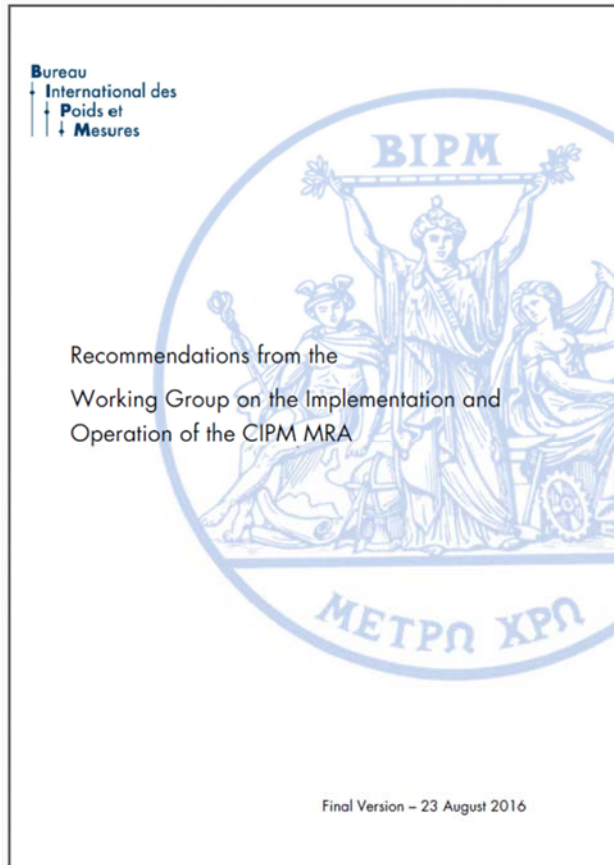 Bureau
International des
Poids et
Mesures
BIPM
Recommendations from the
Working Group on the Implementation and
Operation of the CIPM MRA
ΜΕΤΡΩ ΧΡΩ
Final Version – 23 August 2016